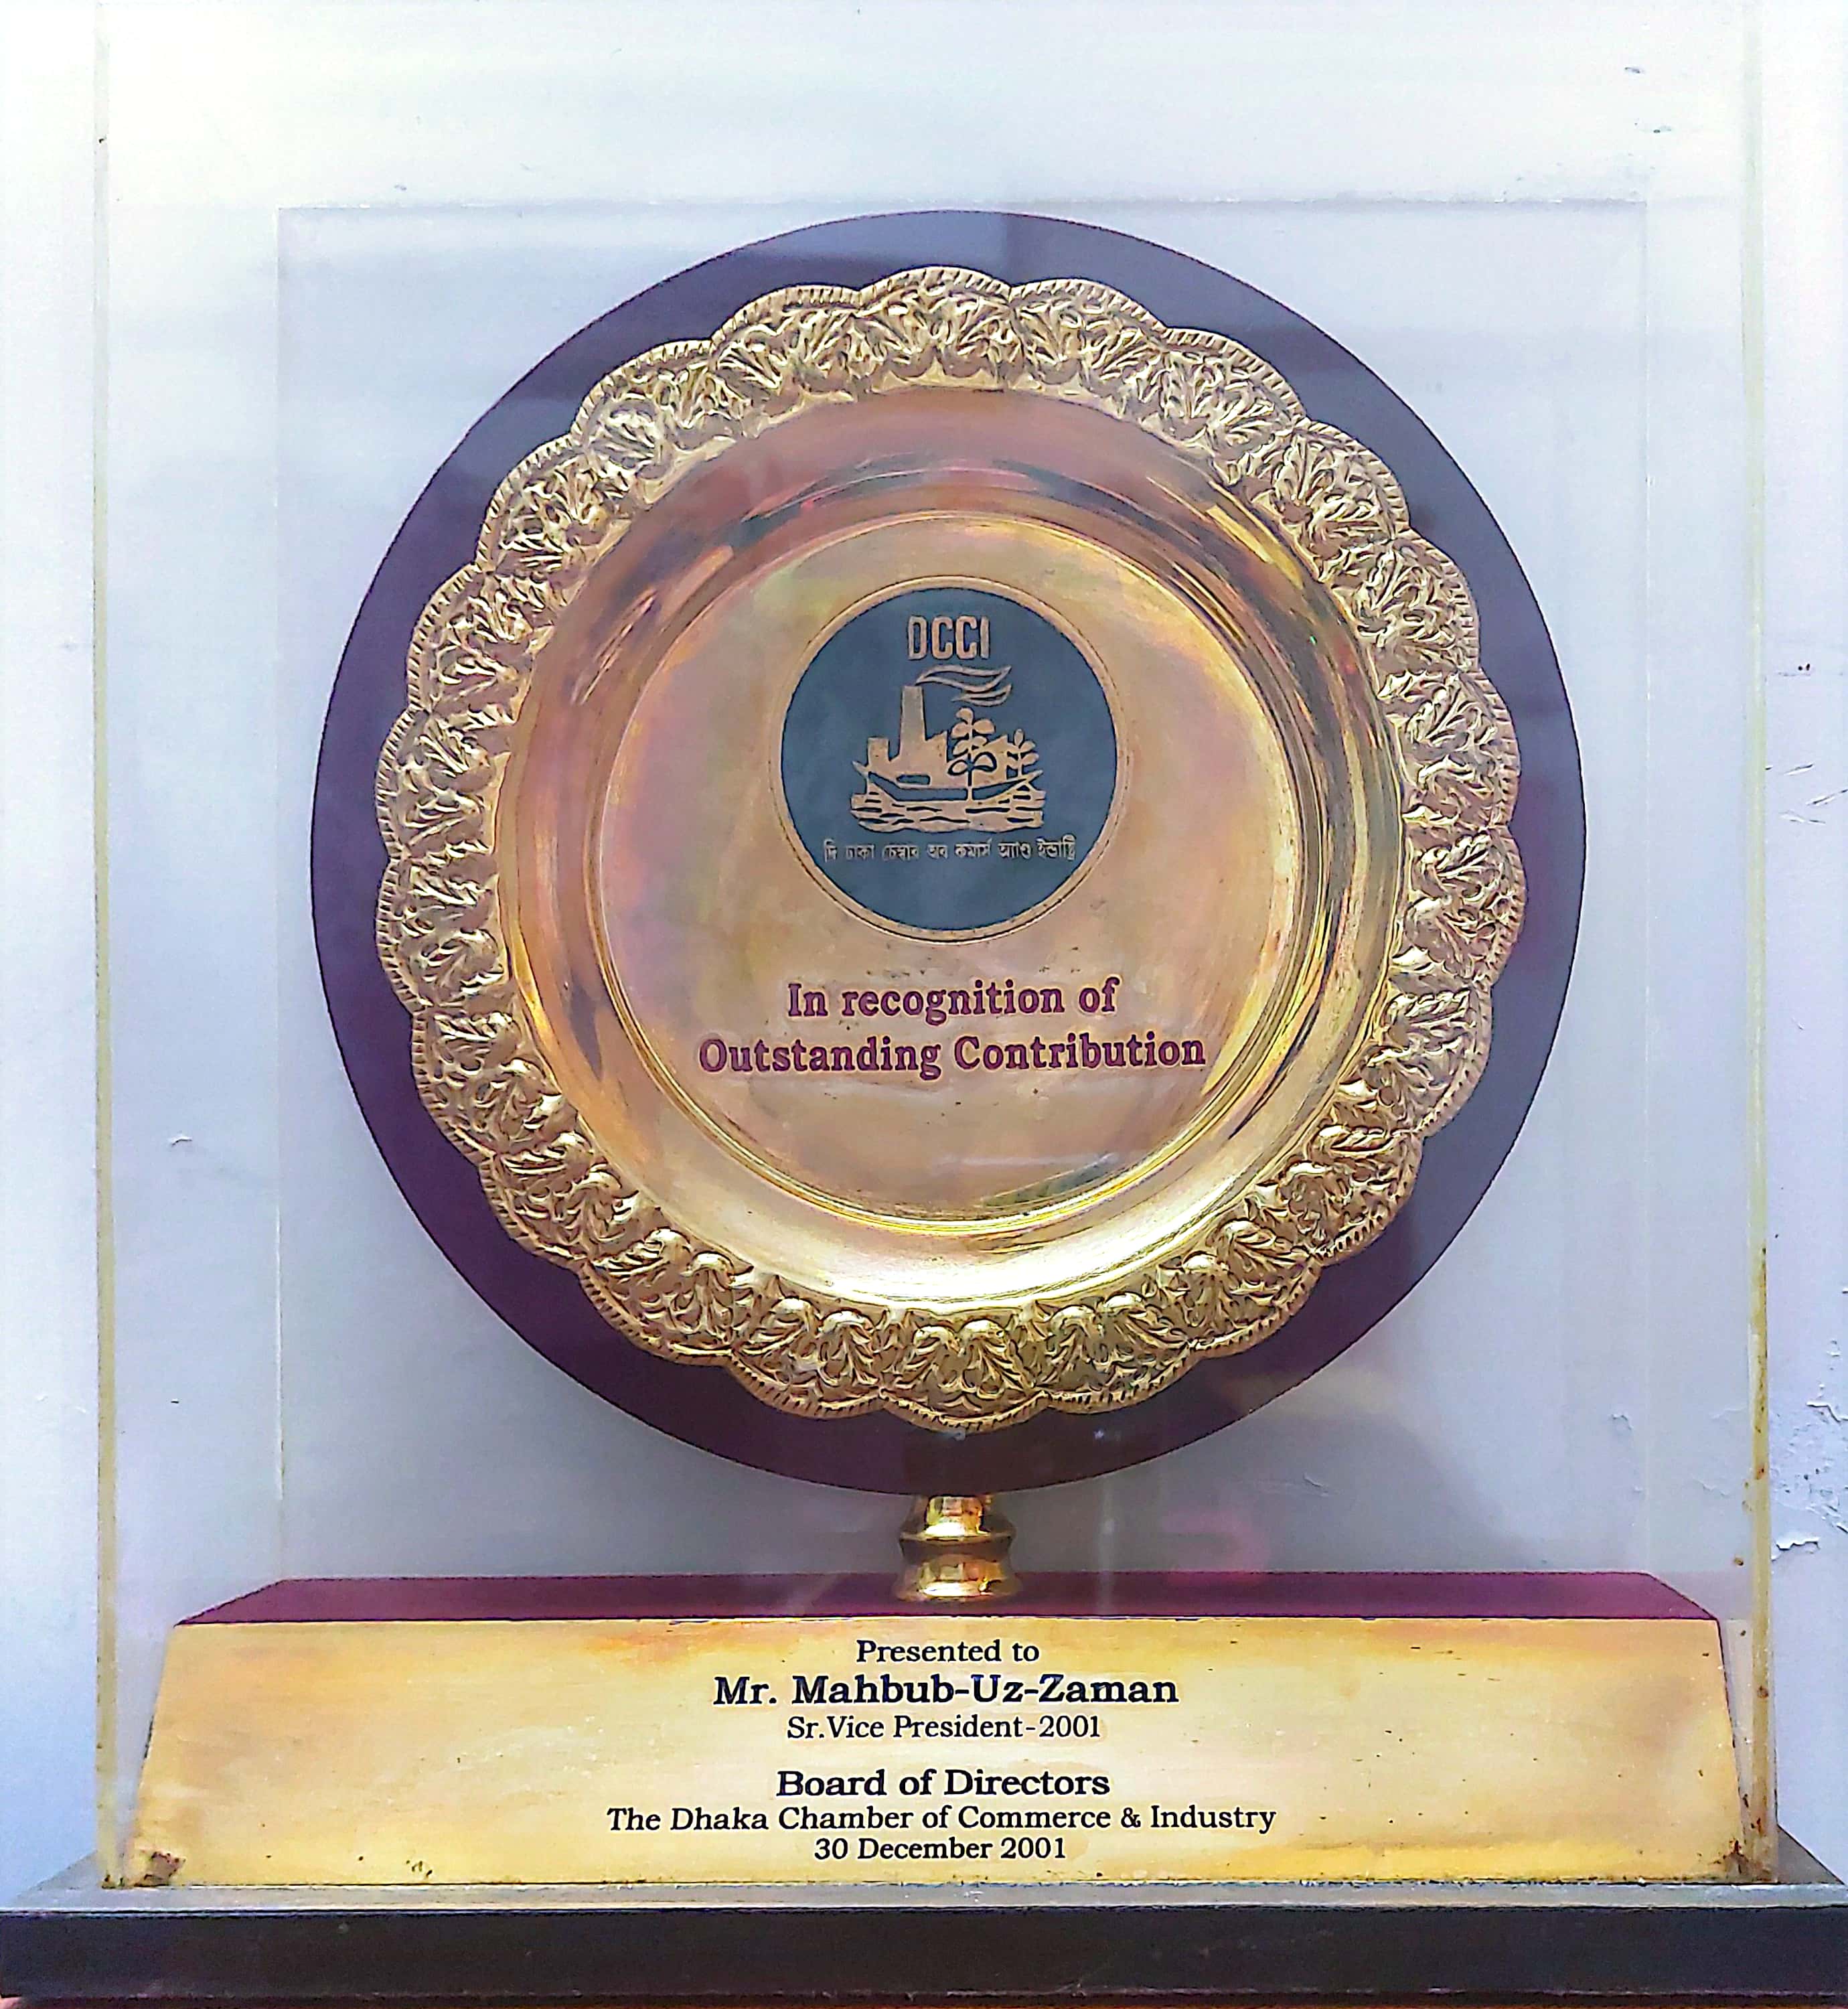 DCCI
দি ঢাকা চেম্বার অব কমার্স অ্যাণ্ড ইন্ডাষ্ট্রি
In recognition of
Outstanding Contribution
Presented to
Mr. Mahbub-Uz-Zaman
Sr.Vice President-2001
Board of Directors
The Dhaka Chamber of Commerce & Industry
30 December 2001